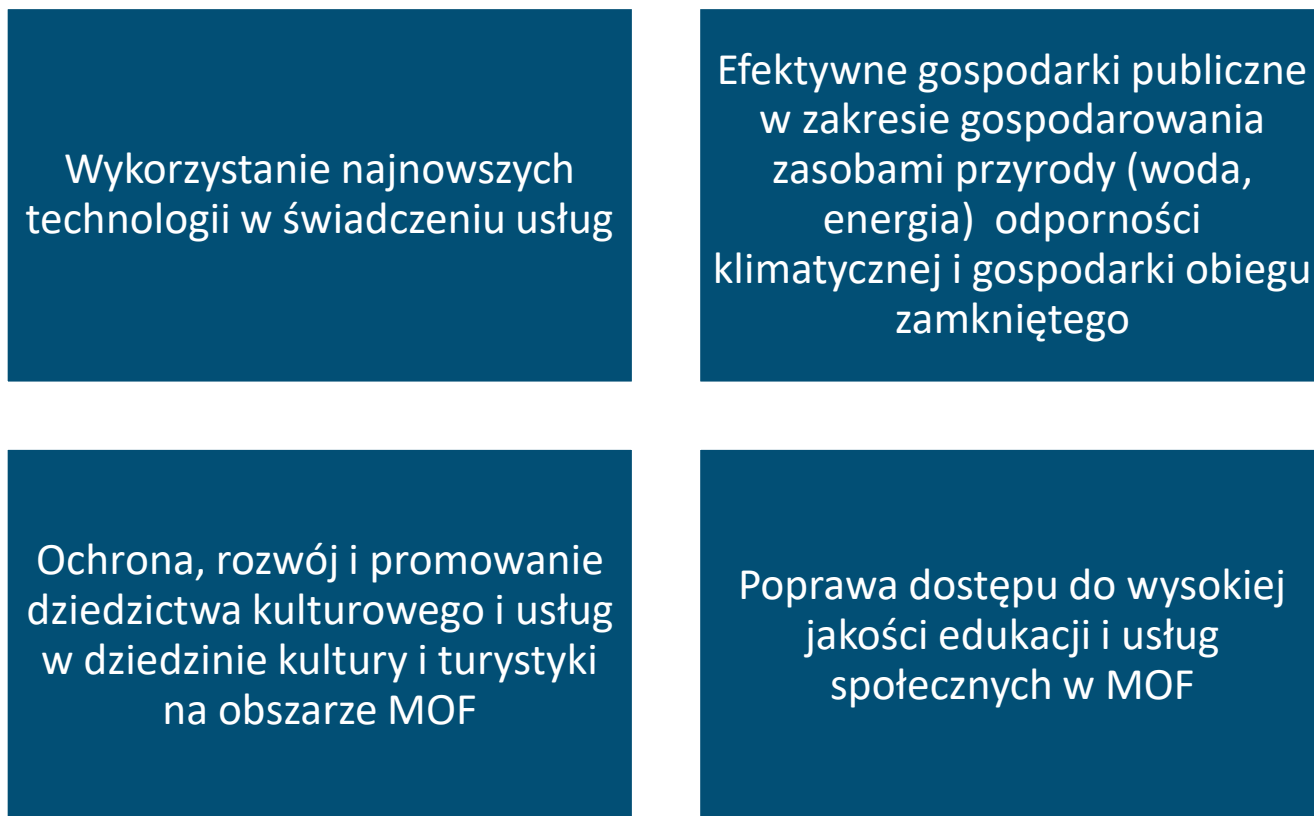 Wykorzystanie najnowszych
technologii w świadczeniu usług
Efektywne gospodarki publiczne
w zakresie gospodarowania
zasobami przyrody (woda,
energia)  odporności
klimatycznej i gospodarki obiegu
zamkniętego
Ochrona, rozwój i promowanie
dziedzictwa kulturowego i usług
w dziedzinie kultury i turystyki
na obszarze MOF
Poprawa dostępu do wysokiej
jakości edukacji i usług
społecznych w MOF